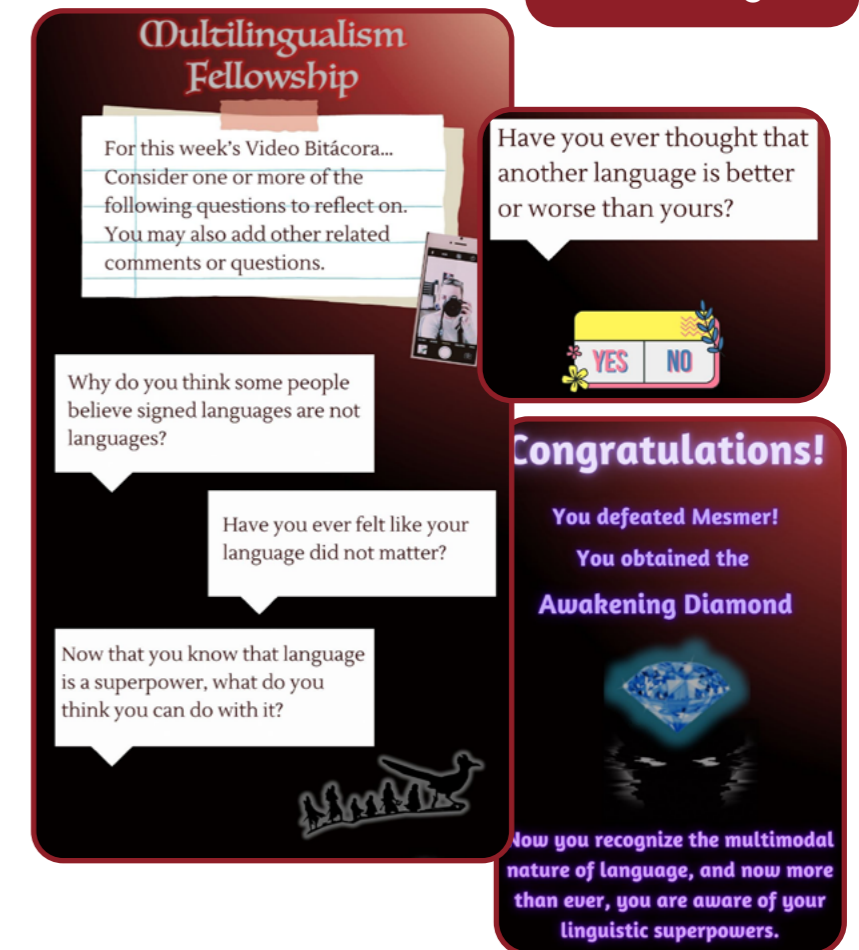 Multilingualism
Fellowship
For this week's Video Bitácora...
Consider one or more of the
following questions to reflect on.
You may also add other related
comments or questions.
Why do you think some people
believe signed languages are not
languages?
Have you ever felt like your
language did not matter?
Now that you know that language
is a superpower, what do you
think you can do with it?
Have you ever thought that
another language is better
or worse than yours?
YES NO
Congratulations!
You defeated Mesmer!
You obtained the
Awakening Diamond
Now you recognize the multimodal
nature of language, and now more
than ever, you are aware of your
linguistic superpowers.